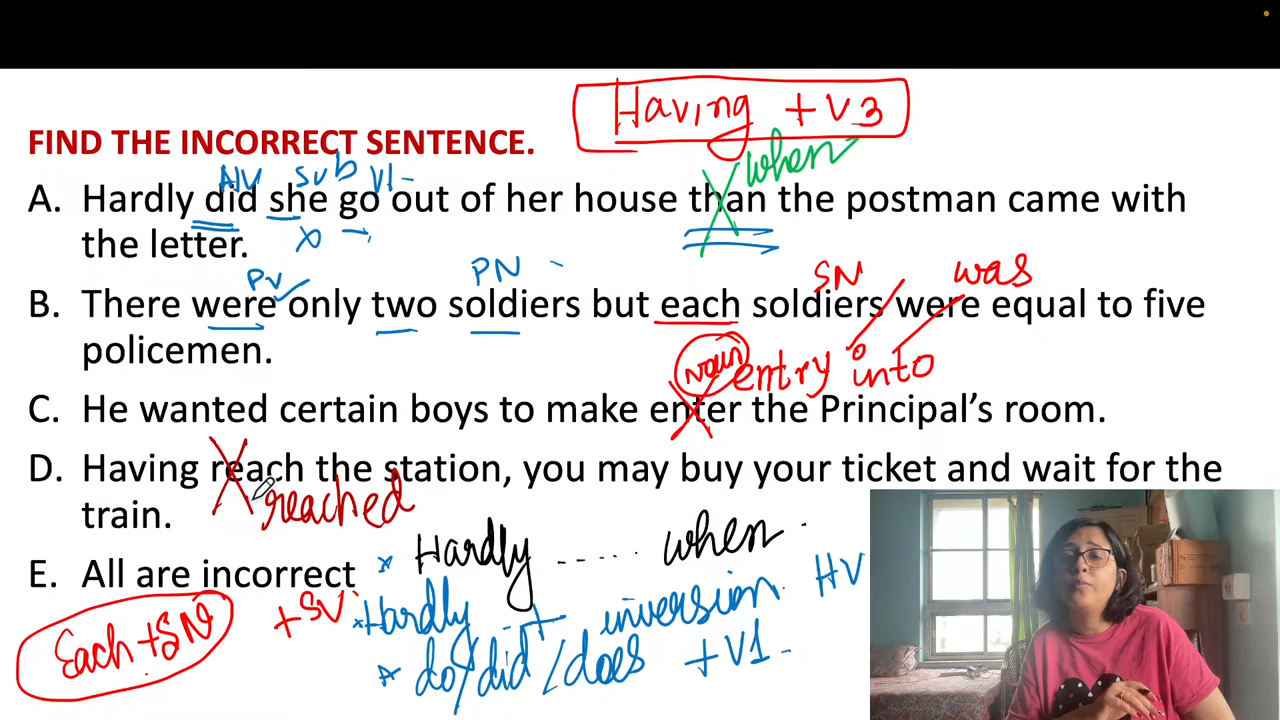 Having + V3
FIND THE INCORRECT SENTENCE.
when
HV Sub V1
A. Hardly did she go out of her house than the postman came with
the letter.
PV PN SN was
B. There were only two soldiers but each soldiers were equal to five
policemen.
noun entry into
C. He wanted certain boys to make enter the Principal's room.
D. Having reach the station, you may buy your ticket and wait for the
train.
reached
Hardly ..... when
E. All are incorrect
Hardly + inversion. HV
Each + SN + SV
do/did/does + V1